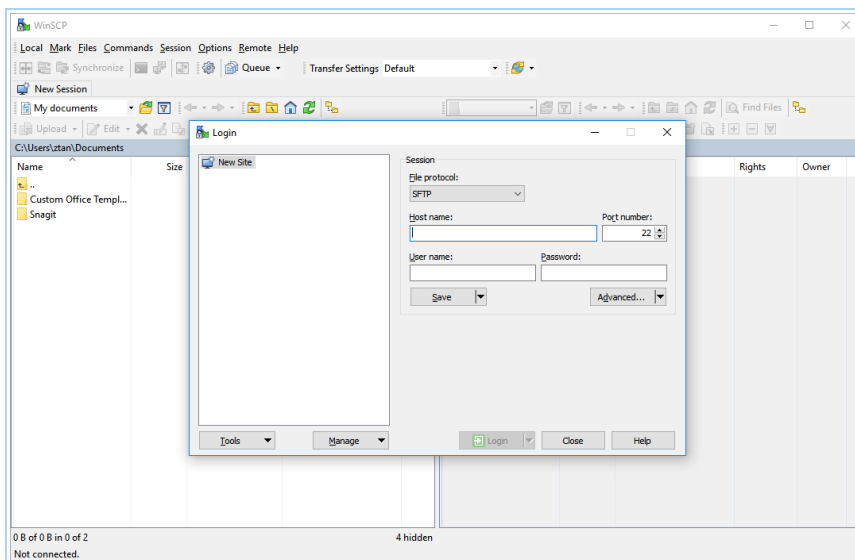 WinSCP
Local Mark Files Commands Session Options Remote Help
Synchronize Queue Transfer Settings Default
New Session
My documents Find Files
Upload Edit
C:\Users\ztan\Documents
Name Size Rights Owner
..
Custom Office Templ...
Snagit
Login
New Site
Session
File protocol:
SFTP
Host name: Port number:
22
User name: Password:
Save Advanced...
Tools Manage Login Close Help
0 B of 0 B in 0 of 2 4 hidden
Not connected.